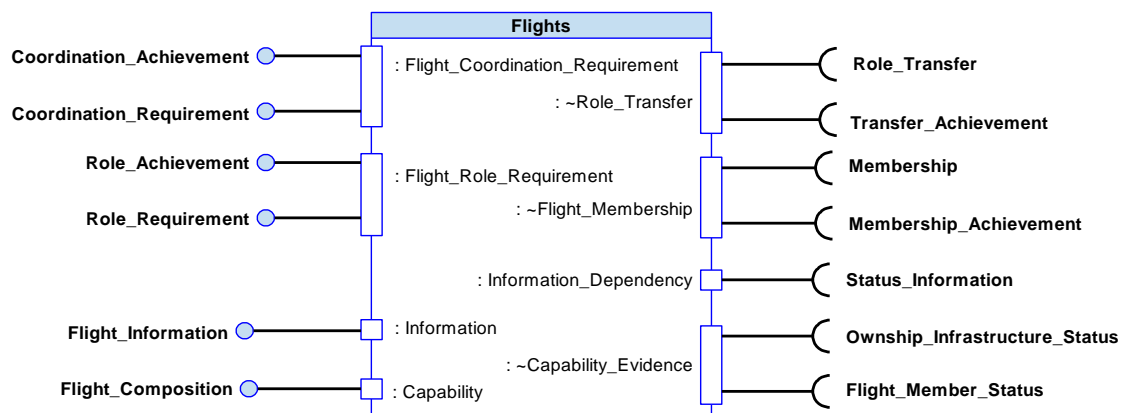 Flights
Coordination_Achievement
: Flight_Coordination_Requirement
Role_Transfer
: ~Role_Transfer
Coordination_Requirement
Transfer_Achievement
Role_Achievement
Membership
: Flight_Role_Requirement
: ~Flight_Membership
Role_Requirement
Membership_Achievement
: Information_Dependency
Status_Information
Flight_Information
: Information
Ownship_Infrastructure_Status
: ~Capability_Evidence
Flight_Composition
: Capability
Flight_Member_Status